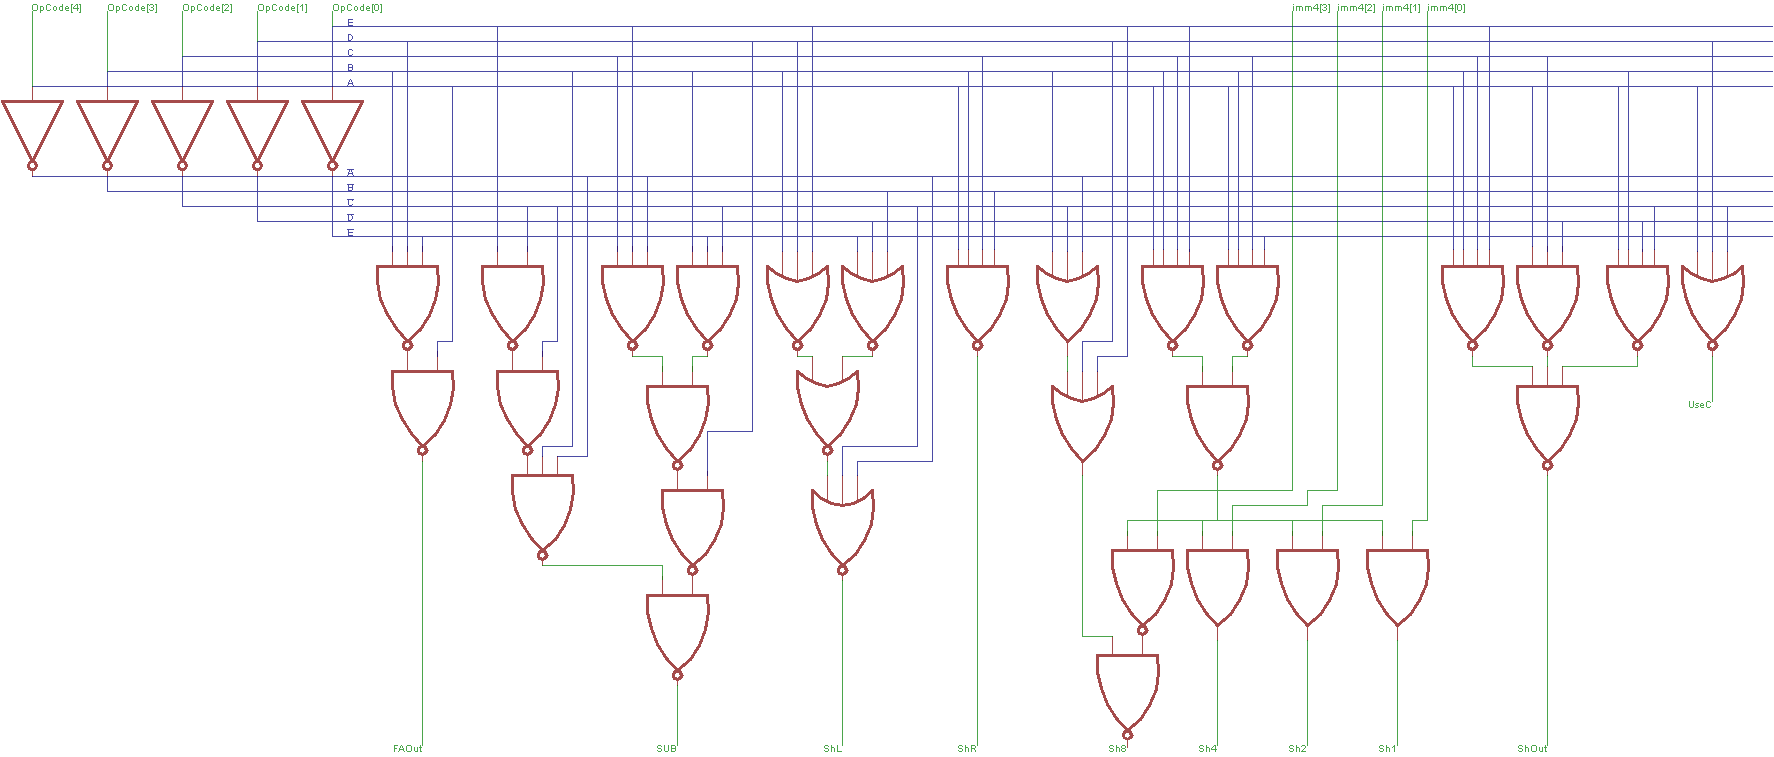 OpCode[4] OpCode[3] OpCode[2] OpCode[1] OpCode[0] imm4[3] imm4[2] imm4[1] imm4[0]
E
D
C
B
A
A̅
B̅
C̅
D̅
E̅
UseC
FAOut SUB ShL ShR Sh8 Sh4 Sh2 Sh1 ShOut